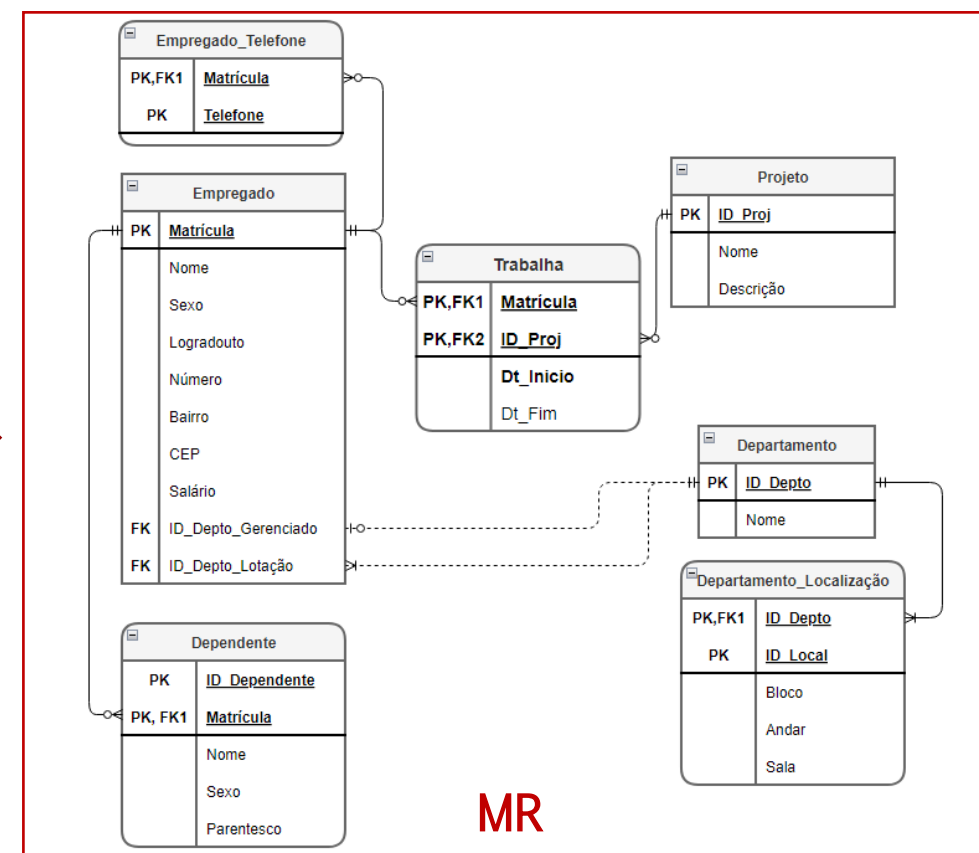 Empregado_Telefone
PK,FK1 Matrícula
PK Telefone
Empregado
PK Matrícula
Nome
Sexo
Logradouto
Número
Bairro
CEP
Salário
FK ID_Depto_Gerenciado
FK ID_Depto_Lotação
Dependente
PK ID_Dependente
PK, FK1 Matrícula
Nome
Sexo
Parentesco
Trabalha
PK,FK1 Matrícula
PK,FK2 ID_Proj
Dt_Inicio
Dt_Fim
Projeto
PK ID_Proj
Nome
Descrição
Departamento
PK ID_Depto
Nome
Departamento_Localização
PK,FK1 ID_Depto
PK ID_Local
Bloco
Andar
Sala
MR